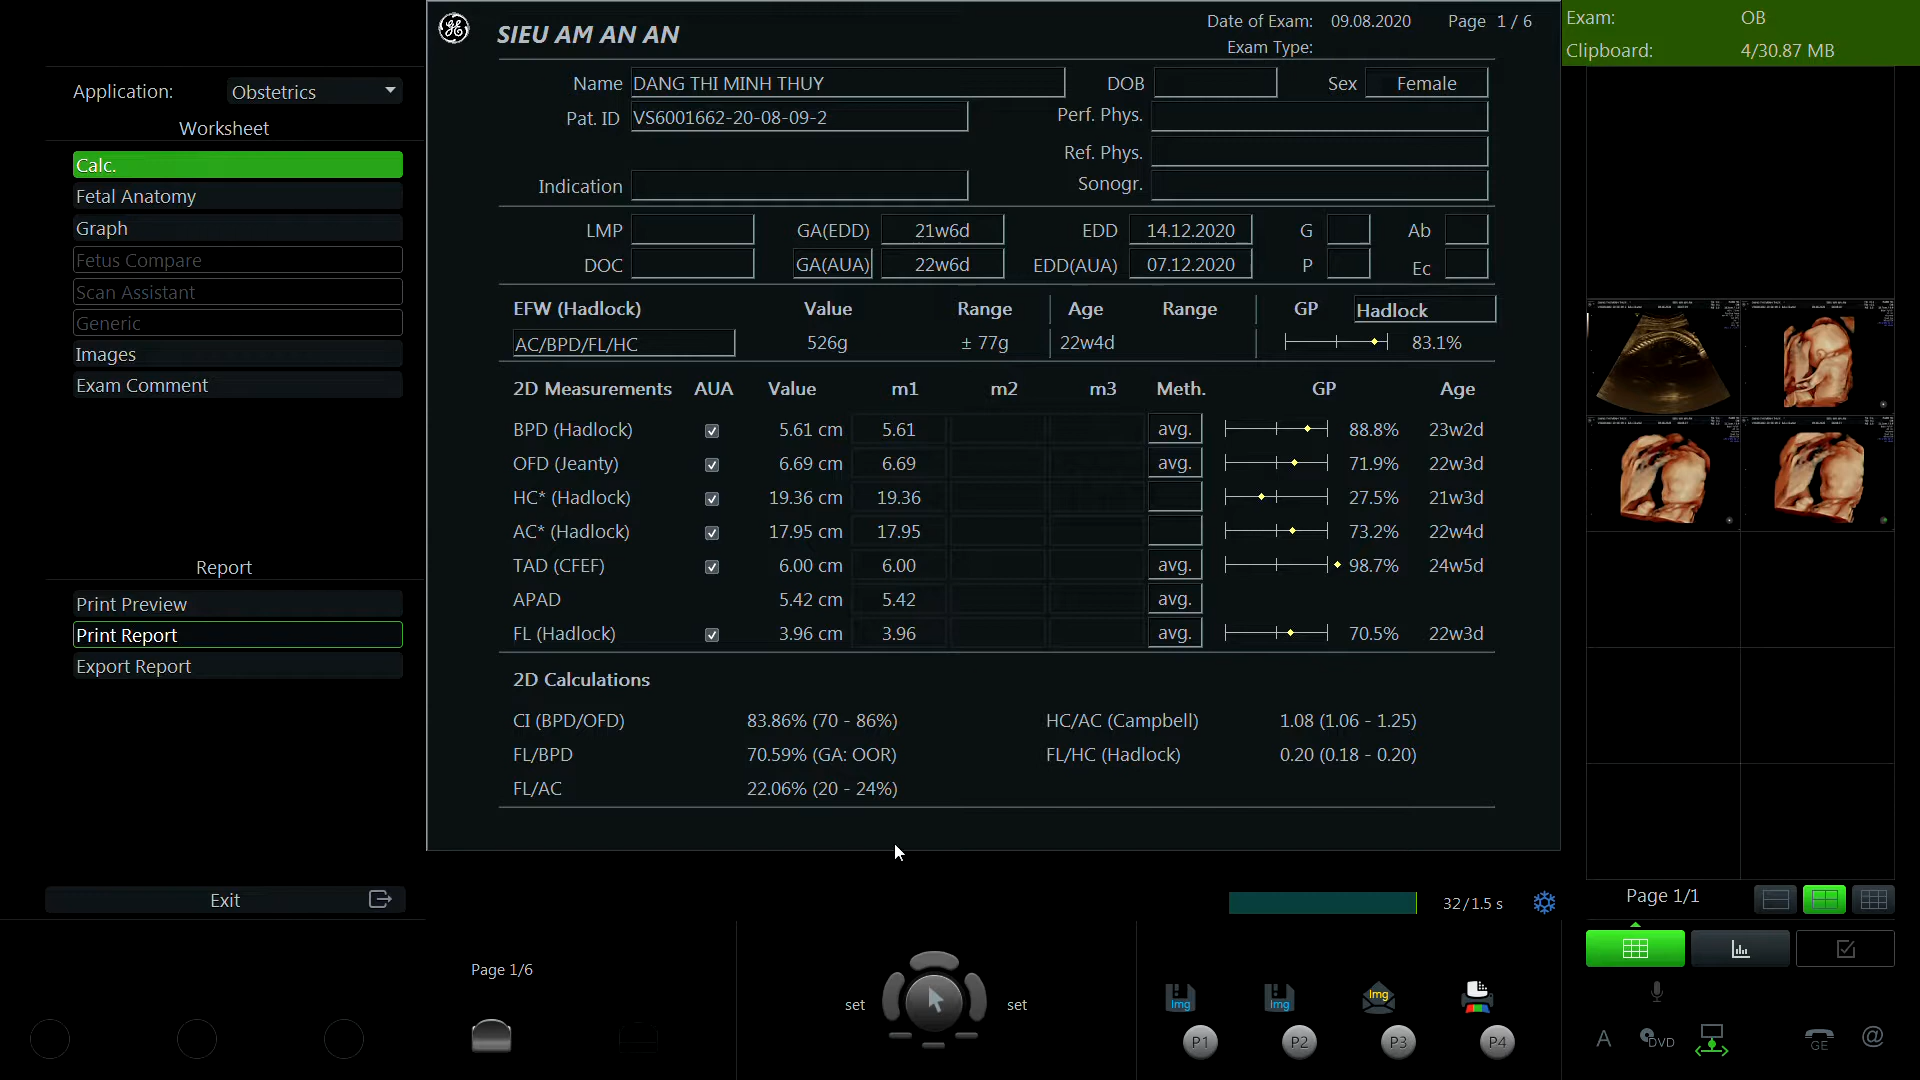 SIEU AM AN AN
Date of Exam: 09.08.2020 Page 1 / 6
Exam Type:
Exam: OB
Clipboard: 4/30.87 MB
Application: Obstetrics
Worksheet
Calc.
Fetal Anatomy
Graph
Fetus Compare
Scan Assistant
Generic
Images
Exam Comment
Report
Print Preview
Print Report
Export Report
Exit
Name DANG THI MINH THUY DOB Sex Female
Pat. ID VS6001662-20-08-09-2 Perf. Phys.
Ref. Phys.
Indication Sonogr.
LMP GA(EDD) 21w6d EDD 14.12.2020 G Ab
DOC GA(AUA) 22w6d EDD(AUA) 07.12.2020 P Ec
EFW (Hadlock) Value Range Age Range GP Hadlock
AC/BPD/FL/HC 526g ± 77g 22w4d 83.1%
2D Measurements AUA Value m1 m2 m3 Meth. GP Age
BPD (Hadlock) 5.61 cm 5.61 avg. 88.8% 23w2d
OFD (Jeanty) 6.69 cm 6.69 avg. 71.9% 22w3d
HC* (Hadlock) 19.36 cm 19.36 27.5% 21w3d
AC* (Hadlock) 17.95 cm 17.95 73.2% 22w4d
TAD (CFEF) 6.00 cm 6.00 avg. 98.7% 24w5d
APAD 5.42 cm 5.42 avg.
FL (Hadlock) 3.96 cm 3.96 avg. 70.5% 22w3d
2D Calculations
CI (BPD/OFD) 83.86% (70 - 86%) HC/AC (Campbell) 1.08 (1.06 - 1.25)
FL/BPD 70.59% (GA: OOR) FL/HC (Hadlock) 0.20 (0.18 - 0.20)
FL/AC 22.06% (20 - 24%)
32/1.5 s
Page 1/1
Page 1/6
set set
Img Img Img
P1 P2 P3 P4
A DVD GE @